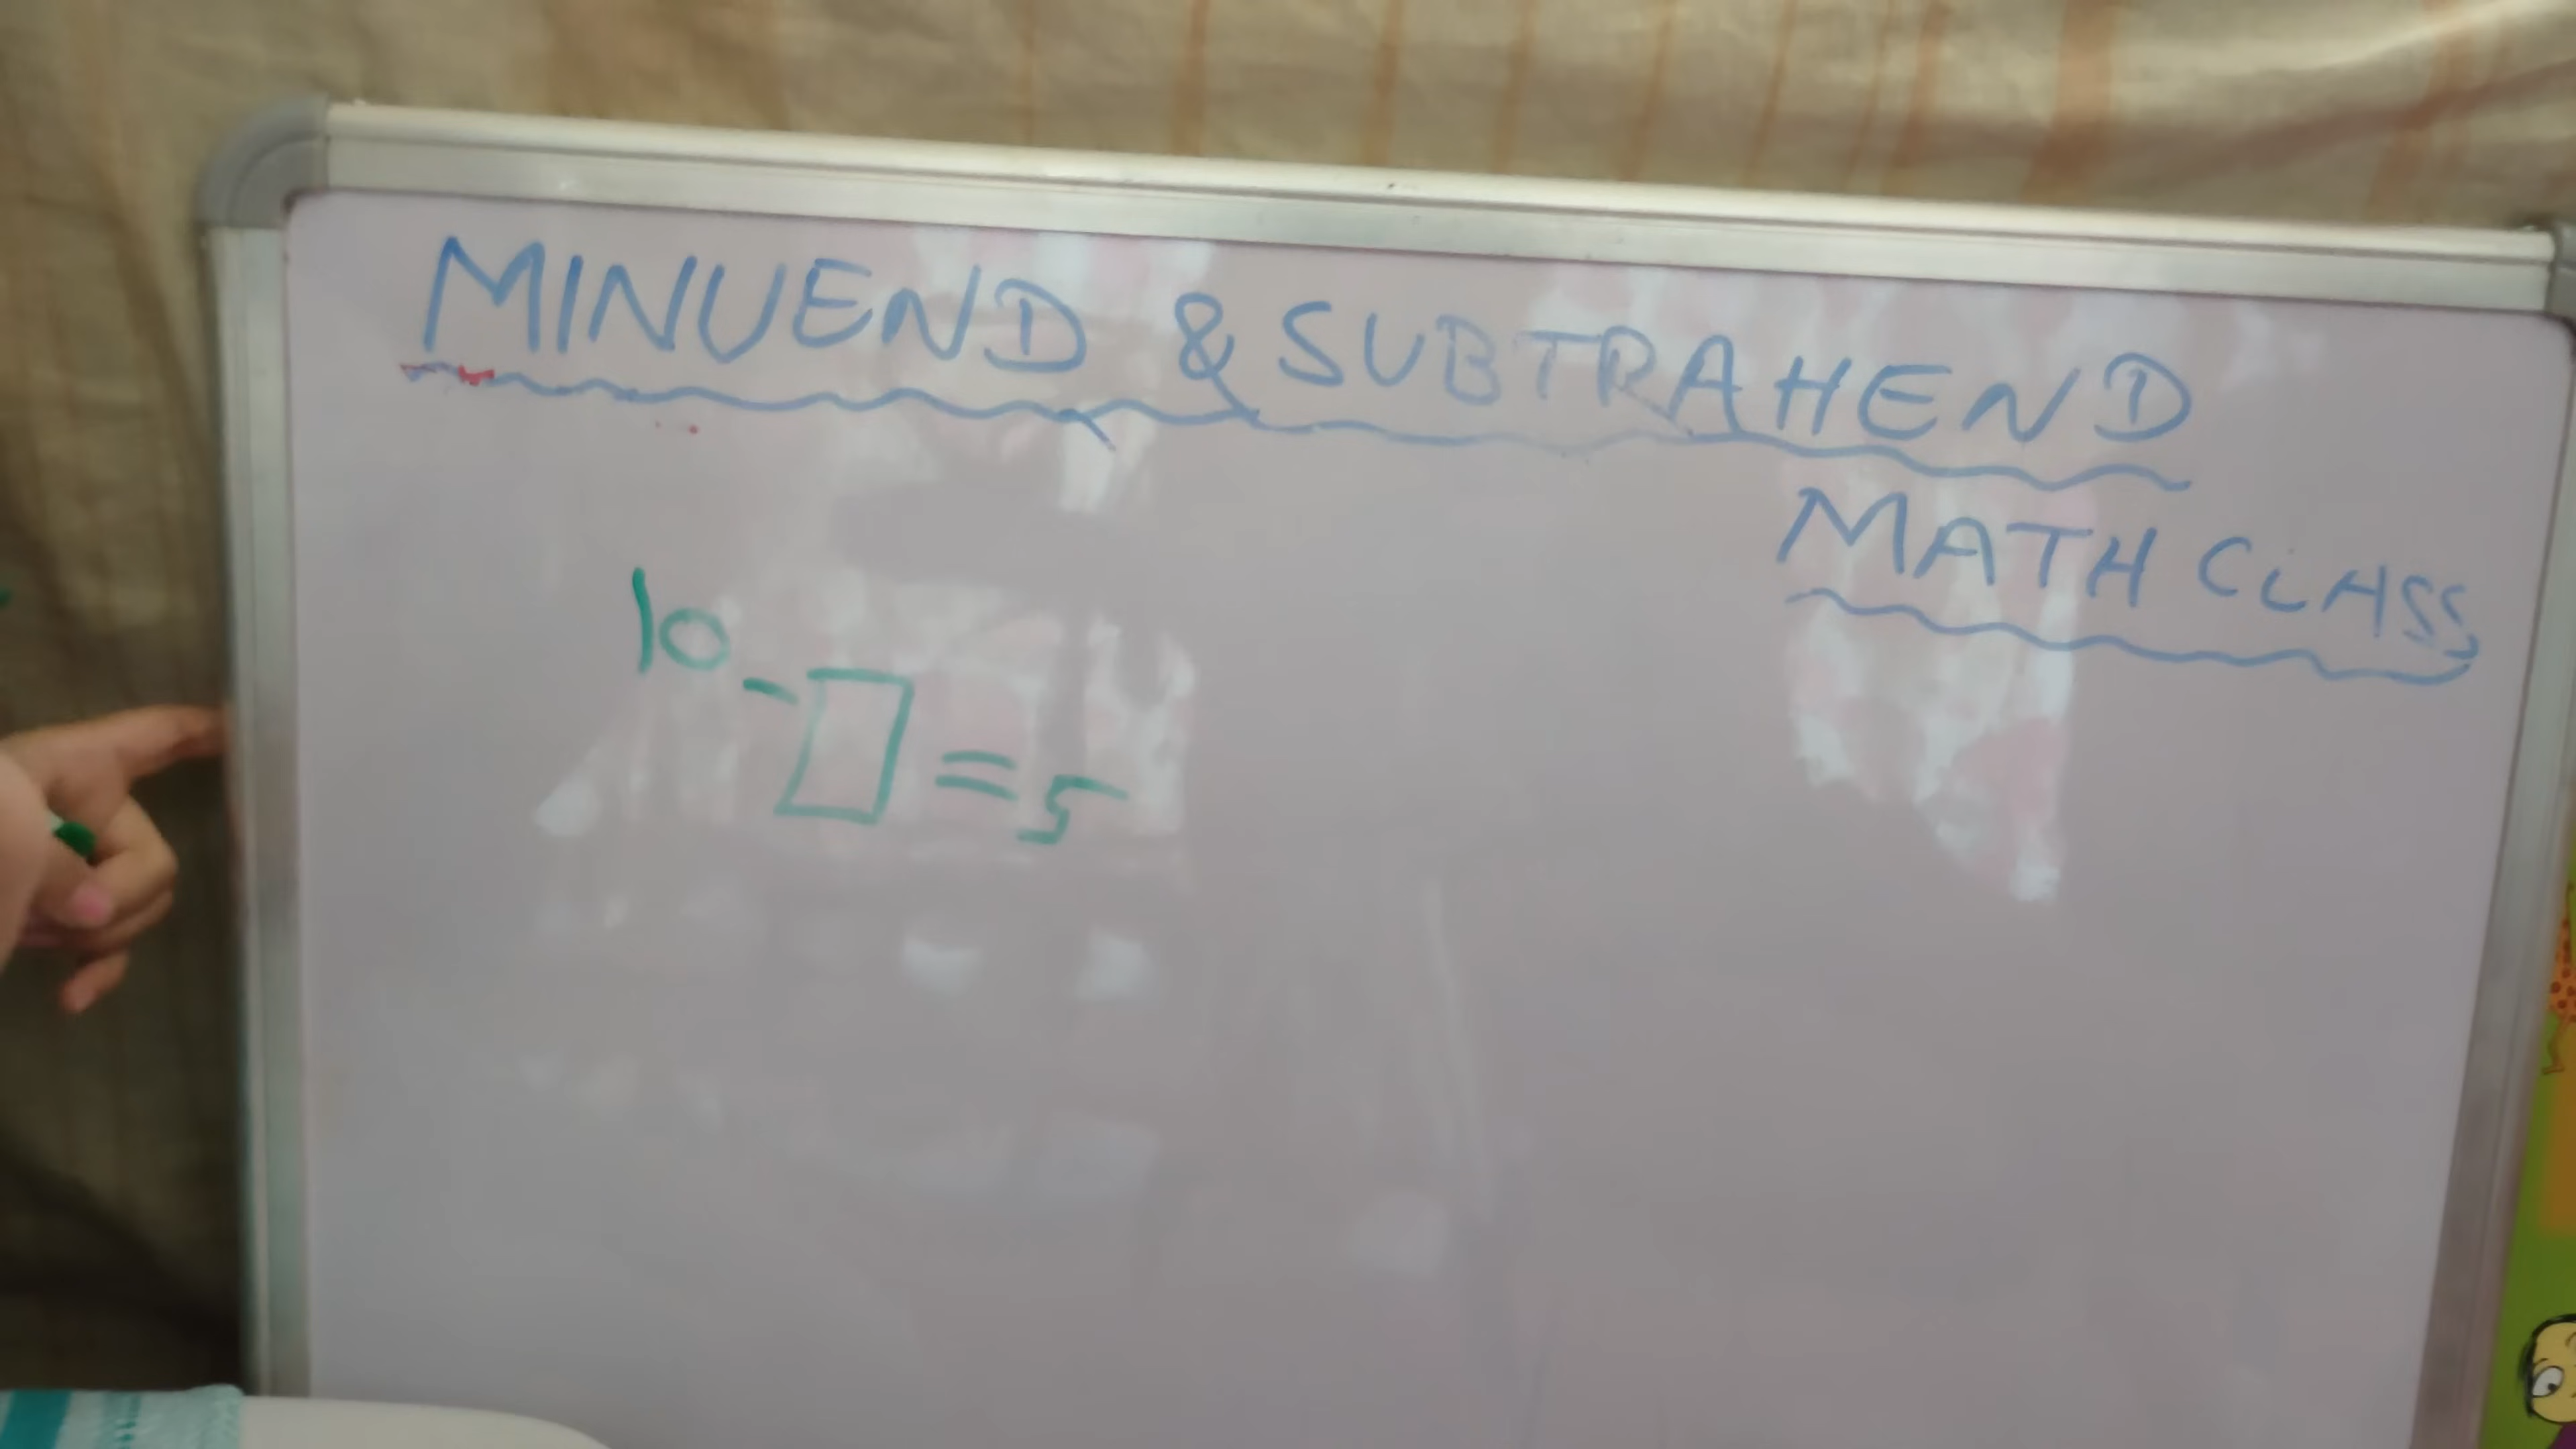 MINUEND & SUBTRAHEND
MATH CLASS
10 - □ = 5